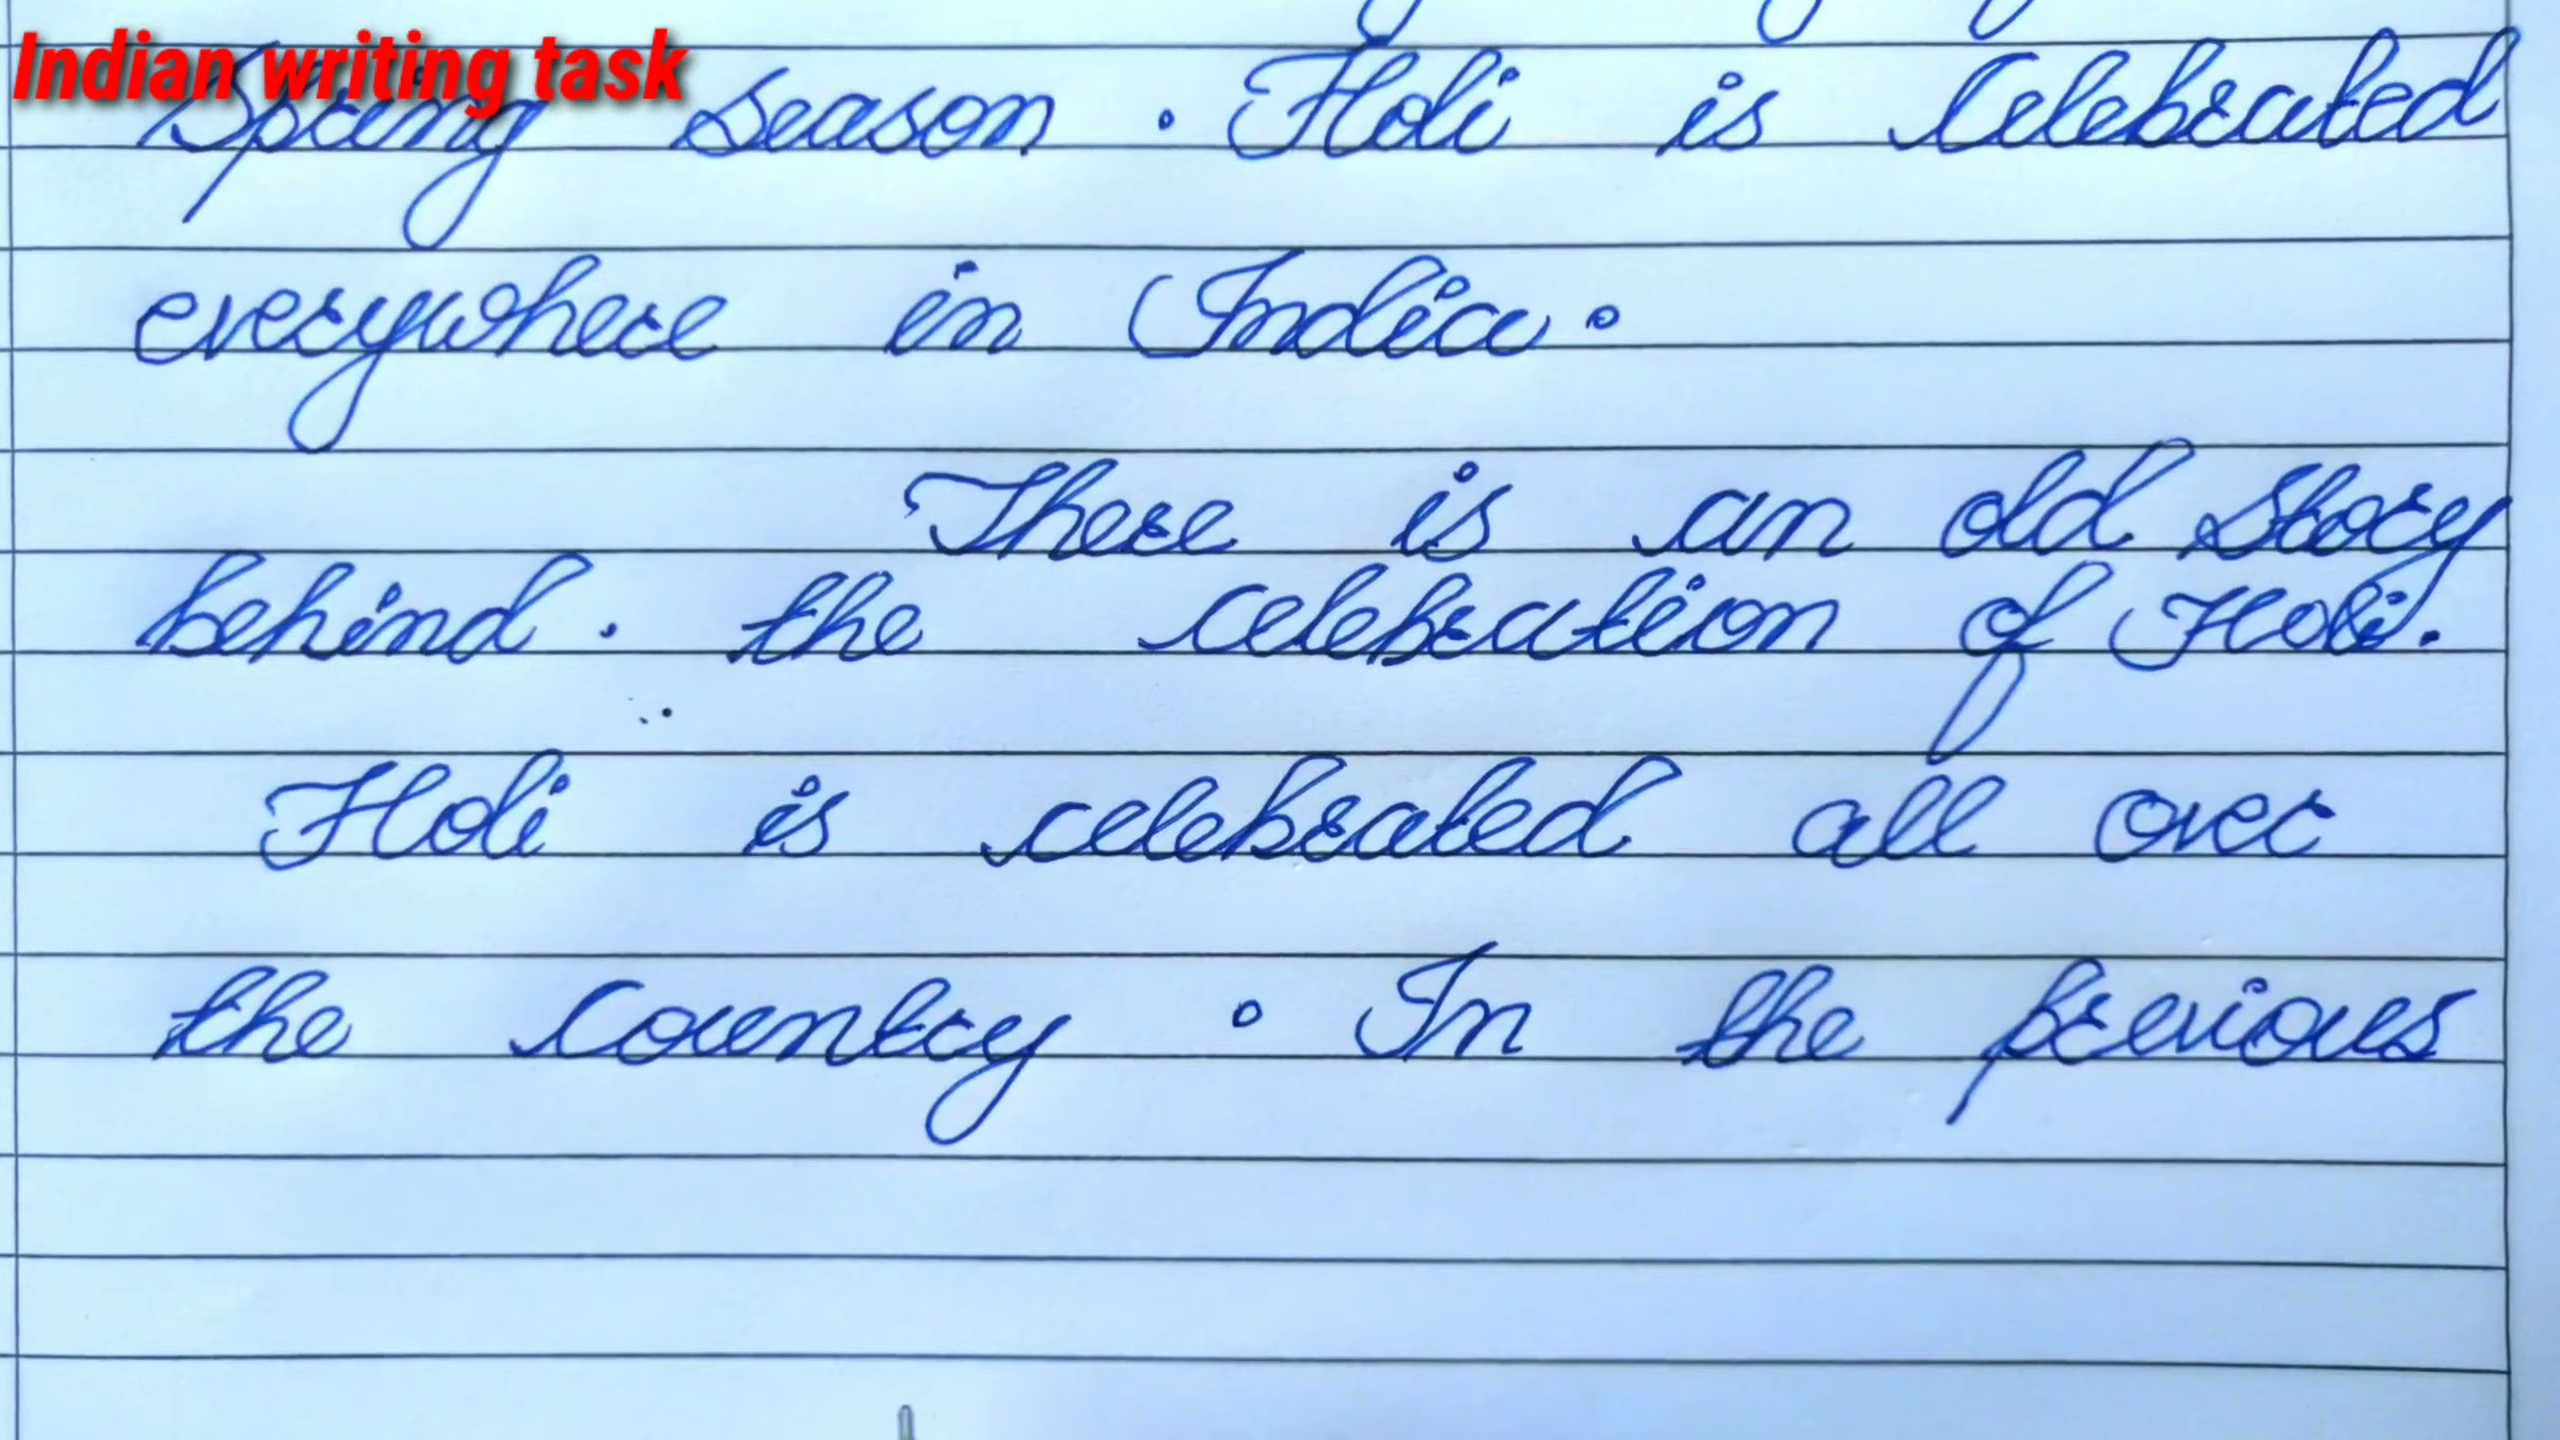 Indian writing task
Spring season . Holi is Celebrated
everywhere in India .
There is an old story
behind . the celebration of Holi .
Holi is celebrated all over
the Country . In the previous